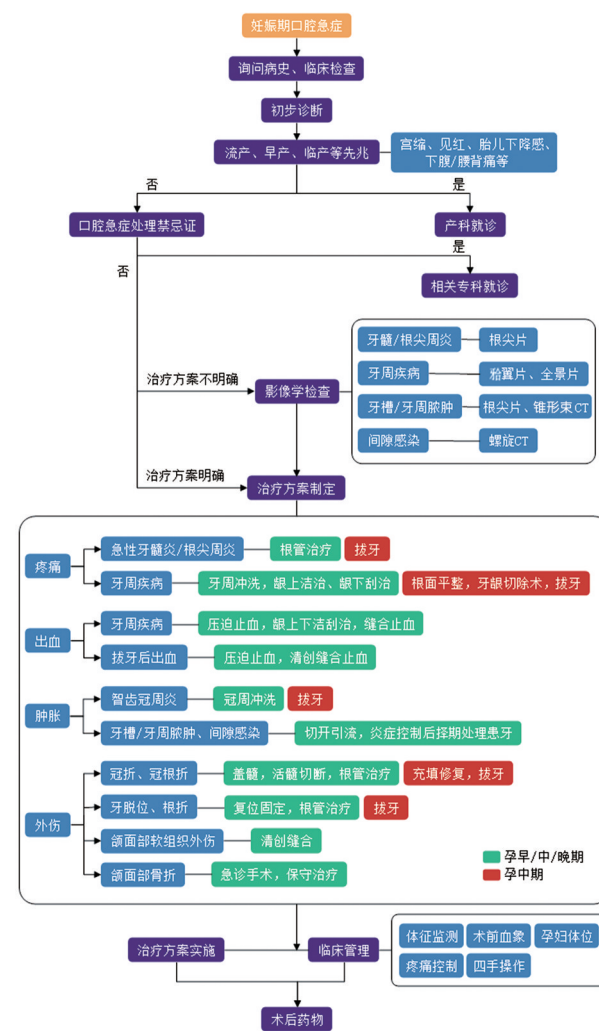 妊娠期口腔急症
询问病史、临床检查
初步诊断
流产、早产、临产等先兆
宫缩、见红、胎儿下降感、
下腹/腰背痛等
否
是
口腔急症处理禁忌证
产科就诊
是
否
相关专科就诊
治疗方案不明确
影像学检查
牙髓/根尖周炎
根尖片
牙周疾病
𬌗翼片、全景片
牙槽/牙周脓肿
根尖片、锥形束CT
间隙感染
螺旋CT
治疗方案明确
治疗方案制定
疼痛
急性牙髓炎/根尖周炎
根管治疗
拔牙
牙周疾病
牙周冲洗，龈上洁治、龈下刮治
根面平整，牙龈切除术，拔牙
出血
牙周疾病
压迫止血，龈上下洁刮治，缝合止血
拔牙后出血
压迫止血，清创缝合止血
肿胀
智齿冠周炎
冠周冲洗
拔牙
牙槽/牙周脓肿、间隙感染
切开引流，炎症控制后择期处理患牙
外伤
冠折、冠根折
盖髓，活髓切断，根管治疗
充填修复，拔牙
牙脱位、根折
复位固定，根管治疗
拔牙
颌面部软组织外伤
清创缝合
颌面部骨折
急诊手术，保守治疗
孕早/中/晚期
孕中期
治疗方案实施
临床管理
体征监测
术前血象
孕妇体位
疼痛控制
四手操作
术后药物